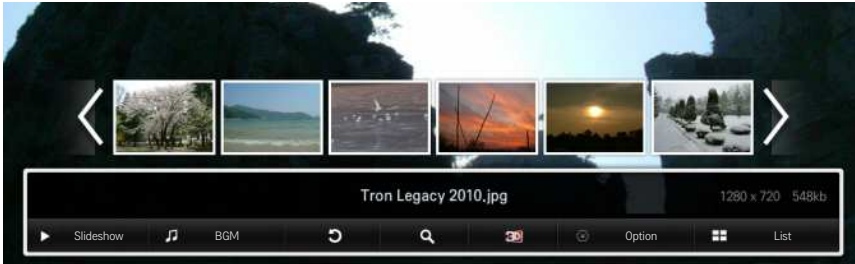 Tron Legacy 2010.jpg 1280 x 720 548kb
Slideshow BGM 3D Option List